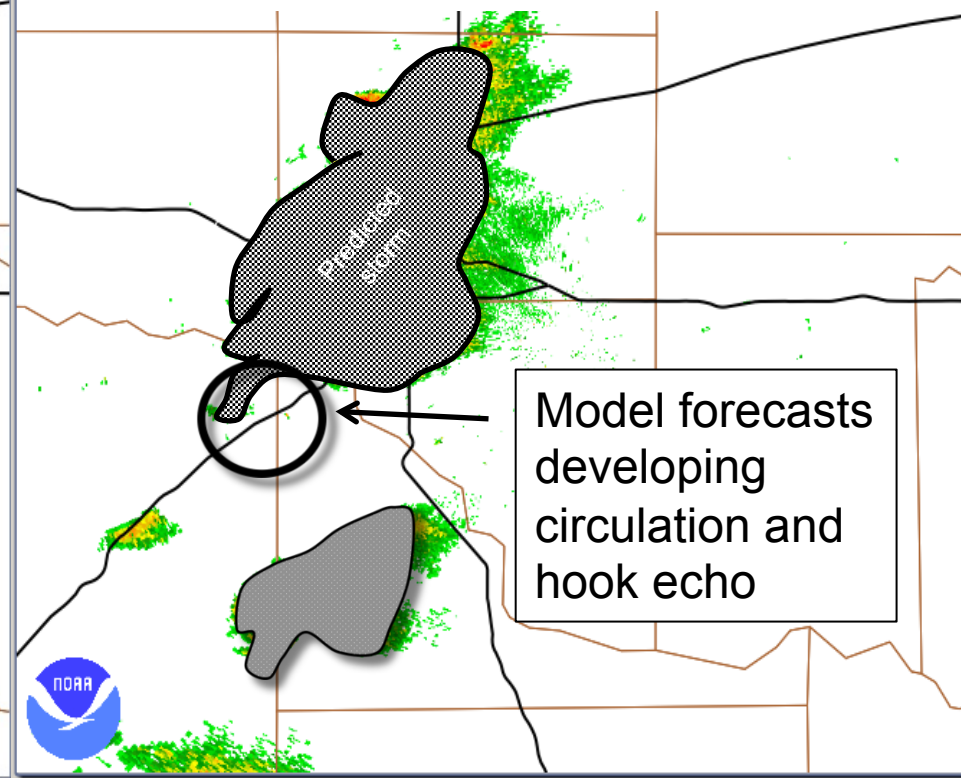 Predicted
storm
Model forecasts
developing
circulation and
hook echo
NOAA